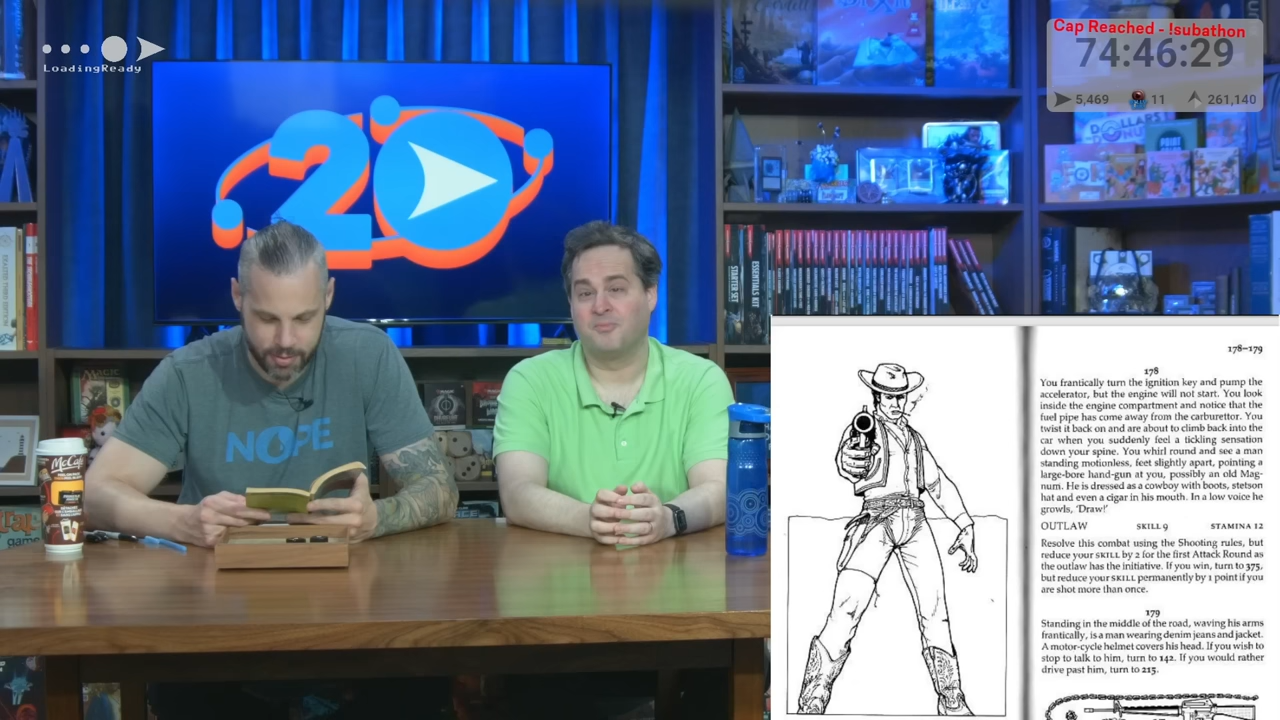 LoadingReady
Cap Reached - !subathon
74:46:29
5,469 11 261,140
20
NOPE
McCafé
STARTER SET
ESSENTIALS KIT
MAGIC
game
178–179
178
You frantically turn the ignition key and pump the
accelerator, but the engine will not start. You look
inside the engine compartment and notice that the
fuel pipe has come away from the carburettor. You
twist it back on and are about to climb back into the
car when you suddenly feel a tickling sensation
down your spine. You whirl round and see a man
standing motionless, feet slightly apart, pointing a
large-bore hand-gun at you, possibly an old Mag-
num. He is dressed as a cowboy with boots, stetson
hat and even a cigar in his mouth. In a low voice he
growls, 'Draw!'
OUTLAW SKILL 9 STAMINA 12
Resolve this combat using the Shooting rules, but
reduce your SKILL by 2 for the first Attack Round as
the outlaw has the initiative. If you win, turn to 375,
but reduce your SKILL permanently by 1 point if you
are shot more than once.
179
Standing in the middle of the road, waving his arms
frantically, is a man wearing denim jeans and jacket.
A motor-cycle helmet covers his head. If you wish to
stop to talk to him, turn to 142. If you would rather
drive past him, turn to 215.